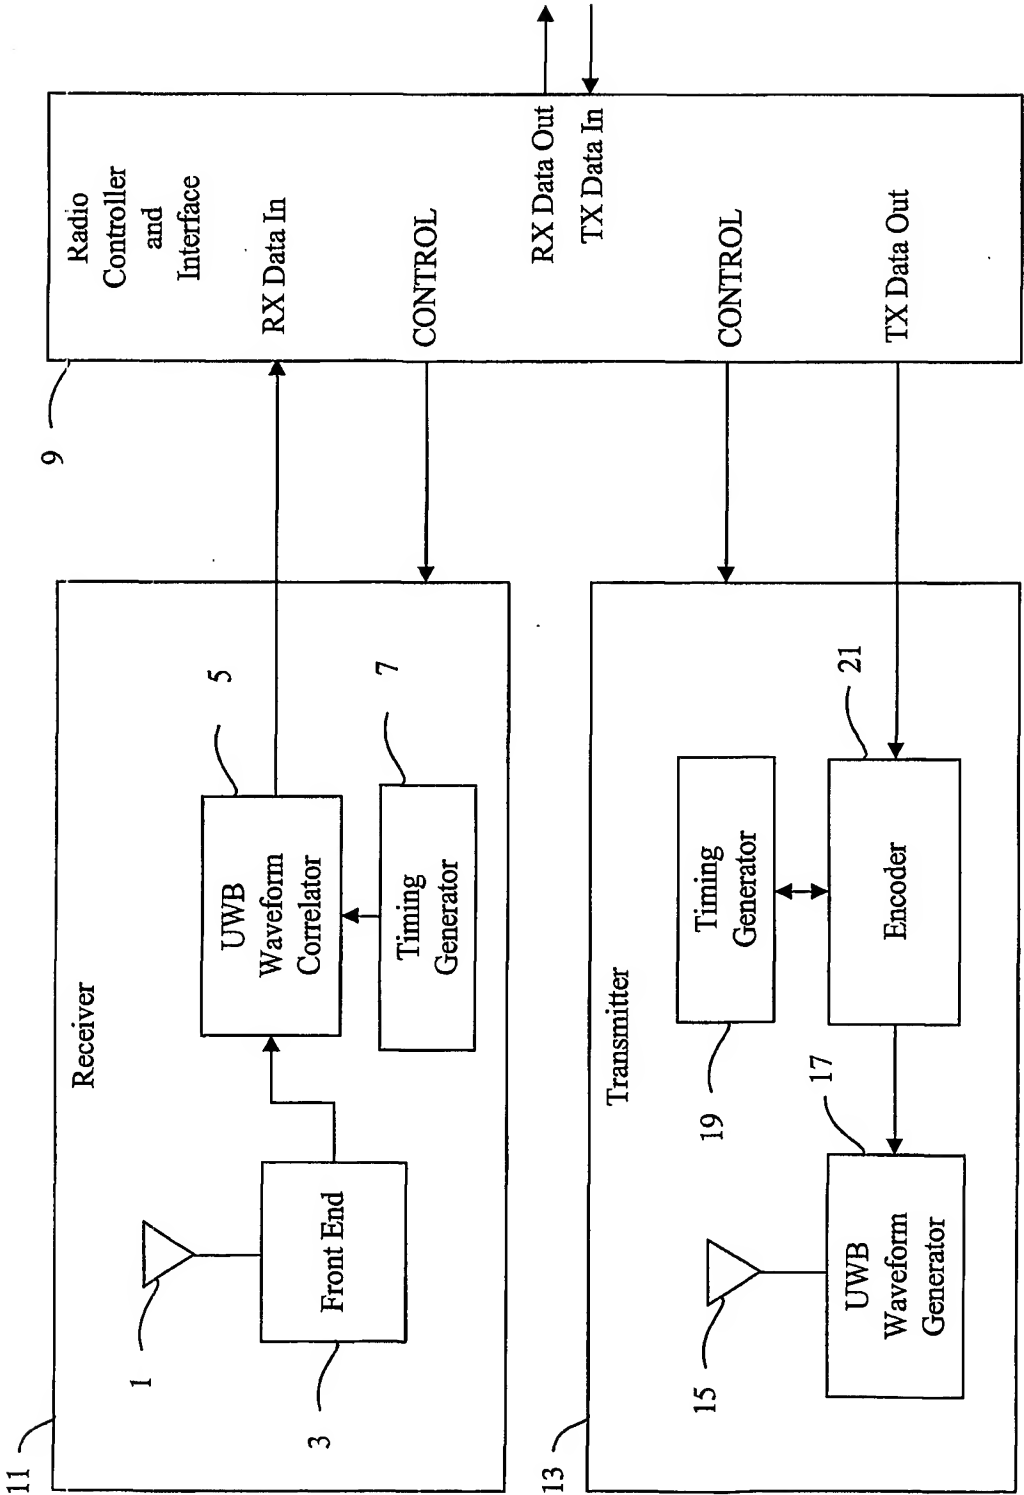 11
Receiver
1
3
Front End
5
UWB
Waveform
Correlator
7
Timing
Generator
9
Radio
Controller
and
Interface
RX Data In
CONTROL
RX Data Out
TX Data In
CONTROL
TX Data Out
13
Transmitter
15
17
UWB
Waveform
Generator
19
Timing
Generator
21
Encoder